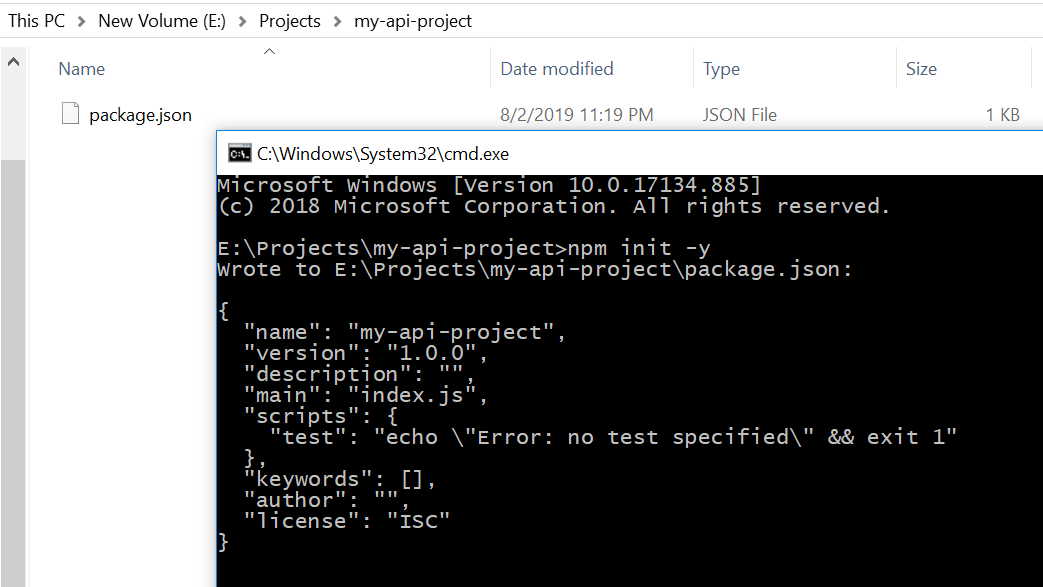 This PC > New Volume (E:) > Projects > my-api-project
Name Date modified Type Size
package.json 8/2/2019 11:19 PM JSON File 1 KB
C:\Windows\System32\cmd.exe
Microsoft Windows [Version 10.0.17134.885]
(c) 2018 Microsoft Corporation. All rights reserved.
E:\Projects\my-api-project>npm init -y
Wrote to E:\Projects\my-api-project\package.json:
{
  "name": "my-api-project",
  "version": "1.0.0",
  "description": "",
  "main": "index.js",
  "scripts": {
    "test": "echo \"Error: no test specified\" && exit 1"
  },
  "keywords": [],
  "author": "",
  "license": "ISC"
}